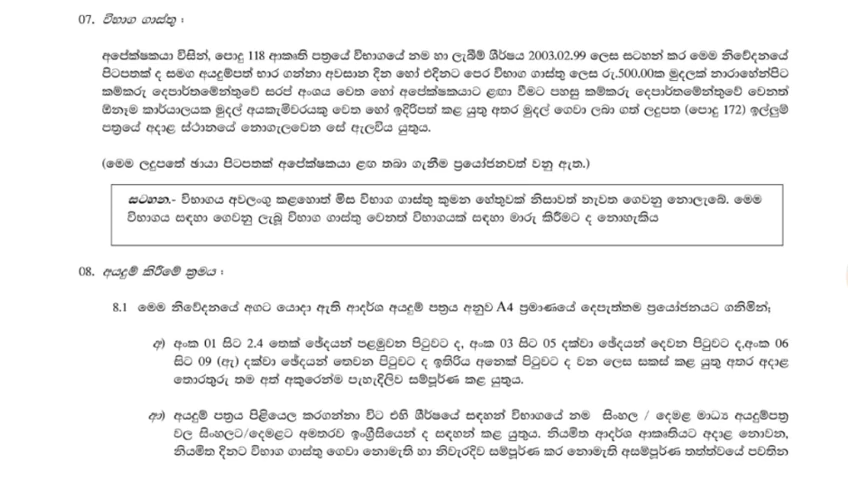 07. විභාග ගාස්තු :
අපේක්ෂකයා විසින්, පොදු 118 ආකෘති පත්‍රයේ විභාගයේ නම හා ලැබීම් ශීර්ෂය 2003.02.99 ලෙස සටහන් කර මෙම නිවේදනයේ
පිටපතක් ද සමග අයදුම්පත් භාර ගන්නා අවසාන දින හෝ එදිනට පෙර විභාග ගාස්තු ලෙස රු.500.00ක මුදලක් නාරාහේන්පිට
කම්කරු දෙපාර්තමේන්තුවේ සරප් අංශය වෙත හෝ අපේක්ෂකයාට ළඟා වීමට පහසු කම්කරු දෙපාර්තමේන්තුවේ වෙනත්
ඕනෑම කාර්යාලයක මුදල් අයකැමිවරයකු වෙත හෝ ඉදිරිපත් කළ යුතු අතර මුදල් ගෙවා ලබා ගත් ලදුපත (පොදු 172) ඉල්ලුම්
පත්‍රයේ අදාළ ස්ථානයේ නොගැලවෙන සේ ඇලවිය යුතුය.
(මෙම ලදුපතේ ඡායා පිටපතක් අපේක්ෂකයා ළඟ තබා ගැනීම ප්‍රයෝජනවත් වනු ඇත.)
සටහන.- විභාගය අවලංගු කළහොත් මිස විභාග ගාස්තු කුමන හේතුවක් නිසාවත් නැවත ගෙවනු නොලැබේ. මෙම
විභාගය සඳහා ගෙවනු ලැබූ විභාග ගාස්තු වෙනත් විභාගයක් සඳහා මාරු කිරීමට ද නොහැකිය
08. අයදුම් කිරීමේ ක්‍රමය :
8.1 මෙම නිවේදනයේ අගට යොදා ඇති ආදර්ශ අයදුම් පත්‍රය අනුව A4 ප්‍රමාණයේ දෙපැත්තම ප්‍රයෝජනයට ගනිමින්;
අ) අංක 01 සිට 2.4 තෙක් ඡේදයන් පළමුවන පිටුවට ද, අංක 03 සිට 05 දක්වා ඡේදයන් දෙවන පිටුවට ද,අංක 06
සිට 09 (ඇ) දක්වා ඡේදයන් තෙවන පිටුවට ද ඉතිරිය අනෙක් පිටුවට ද වන ලෙස සකස් කළ යුතු අතර අදාළ
තොරතුරු තම අත් අකුරෙන්ම පැහැදිලිව සම්පූර්ණ කළ යුතුය.
ආ) අයදුම් පත්‍රය පිළියෙල කරගන්නා විට එහි ශීර්ෂයේ සඳහන් විභාගයේ නම සිංහල / දෙමළ මාධ්‍ය අයදුම්පත්‍ර
වල සිංහලට/දෙමළට අමතරව ඉංග්‍රීසියෙන් ද සඳහන් කළ යුතුය. නියමිත ආදර්ශ ආකෘතියට අදාළ නොවන,
නියමිත දිනට විභාග ගාස්තු ගෙවා නොමැති හා නිවැරදිව සම්පූර්ණ කර නොමැති අසම්පූර්ණ තත්ත්වයේ පවතින